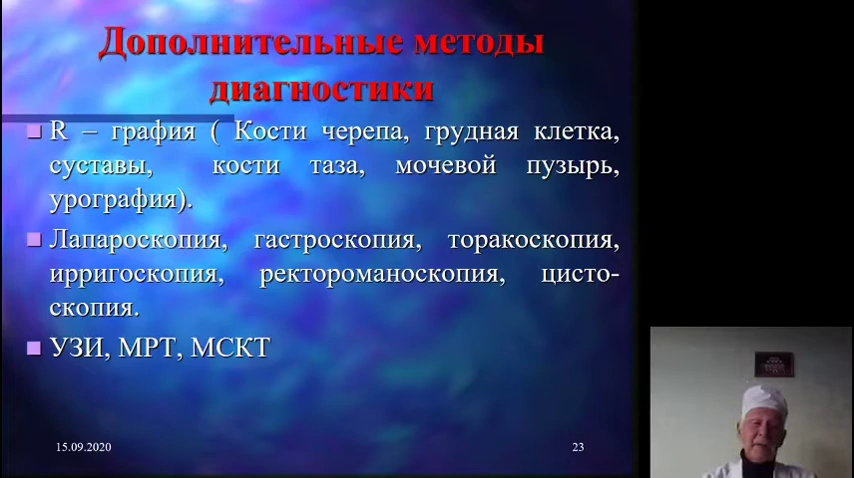 Дополнительные методы
диагностики
R – графия ( Кости черепа, грудная клетка,
суставы, кости таза, мочевой пузырь,
урография).
Лапароскопия, гастроскопия, торакоскопия,
ирригоскопия, ректороманоскопия, цисто-
скопия.
УЗИ, МРТ, МСКТ
15.09.2020
23